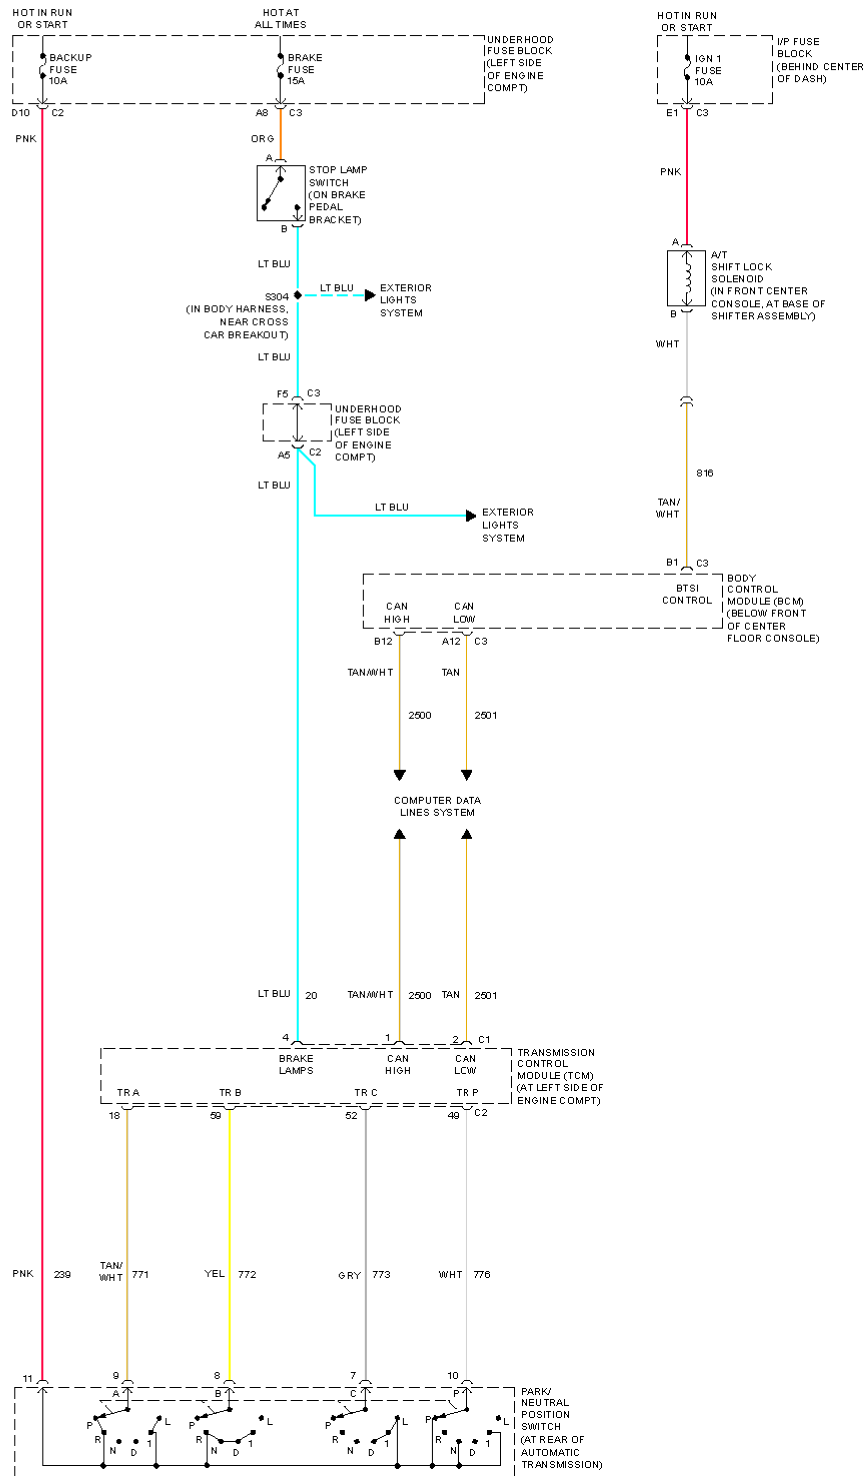 HOT IN RUN
OR START
HOT AT
ALL TIMES
HOT IN RUN
OR START
BACKUP
FUSE
10A
BRAKE
FUSE
15A
UNDERHOOD
FUSE BLOCK
(LEFT SIDE
OF ENGINE
COMPT)
IGN 1
FUSE
10A
I/P FUSE
BLOCK
(BEHIND CENTER
OF DASH)
D10 C2
A8 C3
E1 C3
PNK
ORG
PNK
A
STOP LAMP
SWITCH
(ON BRAKE
PEDAL
BRACKET)
B
A
A/T
SHIFT LOCK
SOLENOID
(IN FRONT CENTER
CONSOLE, AT BASE OF
SHIFTER ASSEMBLY)
B
LT BLU
S304
(IN BODY HARNESS,
NEAR CROSS
CAR BREAKOUT)
LT BLU
EXTERIOR
LIGHTS
SYSTEM
WHT
LT BLU
F5 C3
UNDERHOOD
FUSE BLOCK
(LEFT SIDE
OF ENGINE
COMPT)
A5 C2
LT BLU
LT BLU
EXTERIOR
LIGHTS
SYSTEM
816
TAN/
WHT
B1 C3
BTSI
CONTROL
CAN
HIGH
CAN
LOW
BODY
CONTROL
MODULE (BCM)
(BELOW FRONT
OF CENTER
FLOOR CONSOLE)
B12 A12 C3
TAN/WHT TAN
2500 2501
COMPUTER DATA
LINES SYSTEM
LT BLU 20 TAN/WHT 2500 TAN 2501
4 1 2 C1
BRAKE
LAMPS
CAN
HIGH
CAN
LOW
TRANSMISSION
CONTROL
MODULE (TCM)
(AT LEFT SIDE OF
ENGINE COMPT)
TR A TR B TR C TR P
18 59 52 49 C2
PNK 239 TAN/
WHT 771 YEL 772 GRY 773 WHT 776
11 9 8 7 10
A B C P
PARK/
NEUTRAL
POSITION
SWITCH
(AT REAR OF
AUTOMATIC
TRANSMISSION)
P R N D 1 L
P R N D 1 L
P R N D 1 L
P R N D 1 L